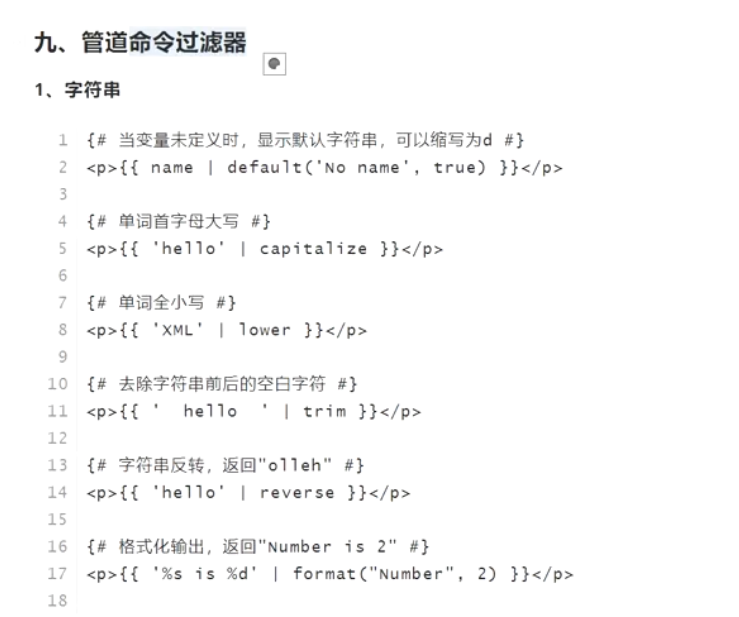 九、管道命令过滤器
1、字符串
1 {# 当变量未定义时，显示默认字符串，可以缩写为d #}
2 <p>{{ name | default('No name', true) }}</p>
3
4 {# 单词首字母大写 #}
5 <p>{{ 'hello' | capitalize }}</p>
6
7 {# 单词全小写 #}
8 <p>{{ 'XML' | lower }}</p>
9
10 {# 去除字符串前后的空白字符 #}
11 <p>{{ '  hello  ' | trim }}</p>
12
13 {# 字符串反转，返回"olleh" #}
14 <p>{{ 'hello' | reverse }}</p>
15
16 {# 格式化输出，返回"Number is 2" #}
17 <p>{{ '%s is %d' | format("Number", 2) }}</p>
18